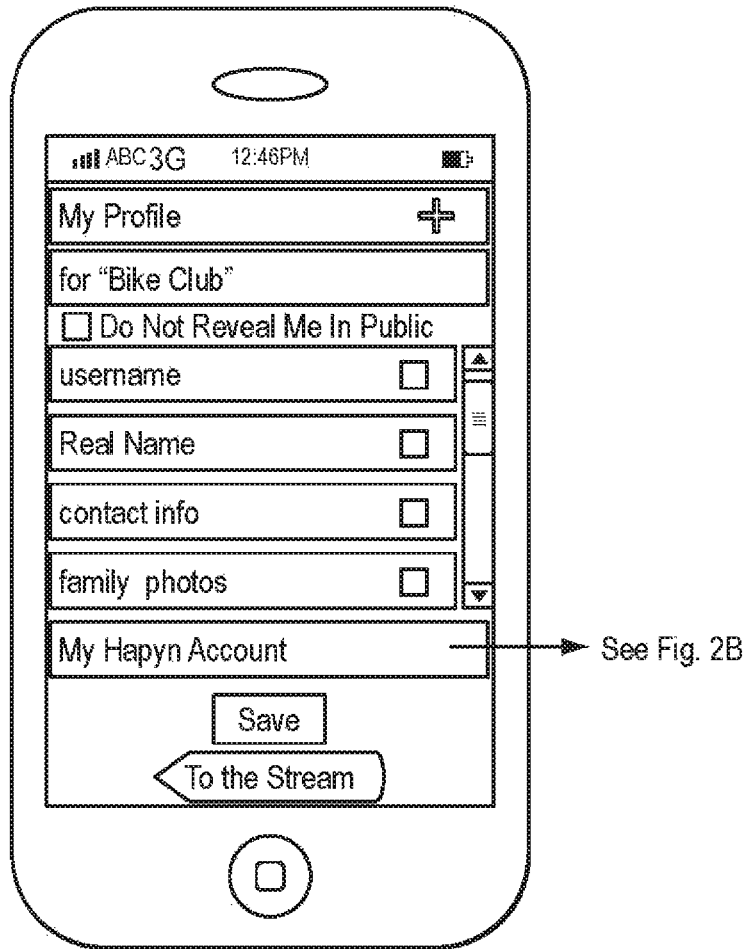 ABC 3G 12:46PM
My Profile
for “Bike Club”
Do Not Reveal Me In Public
username
Real Name
contact info
family photos
My Hapyn Account
See Fig. 2B
Save
To the Stream